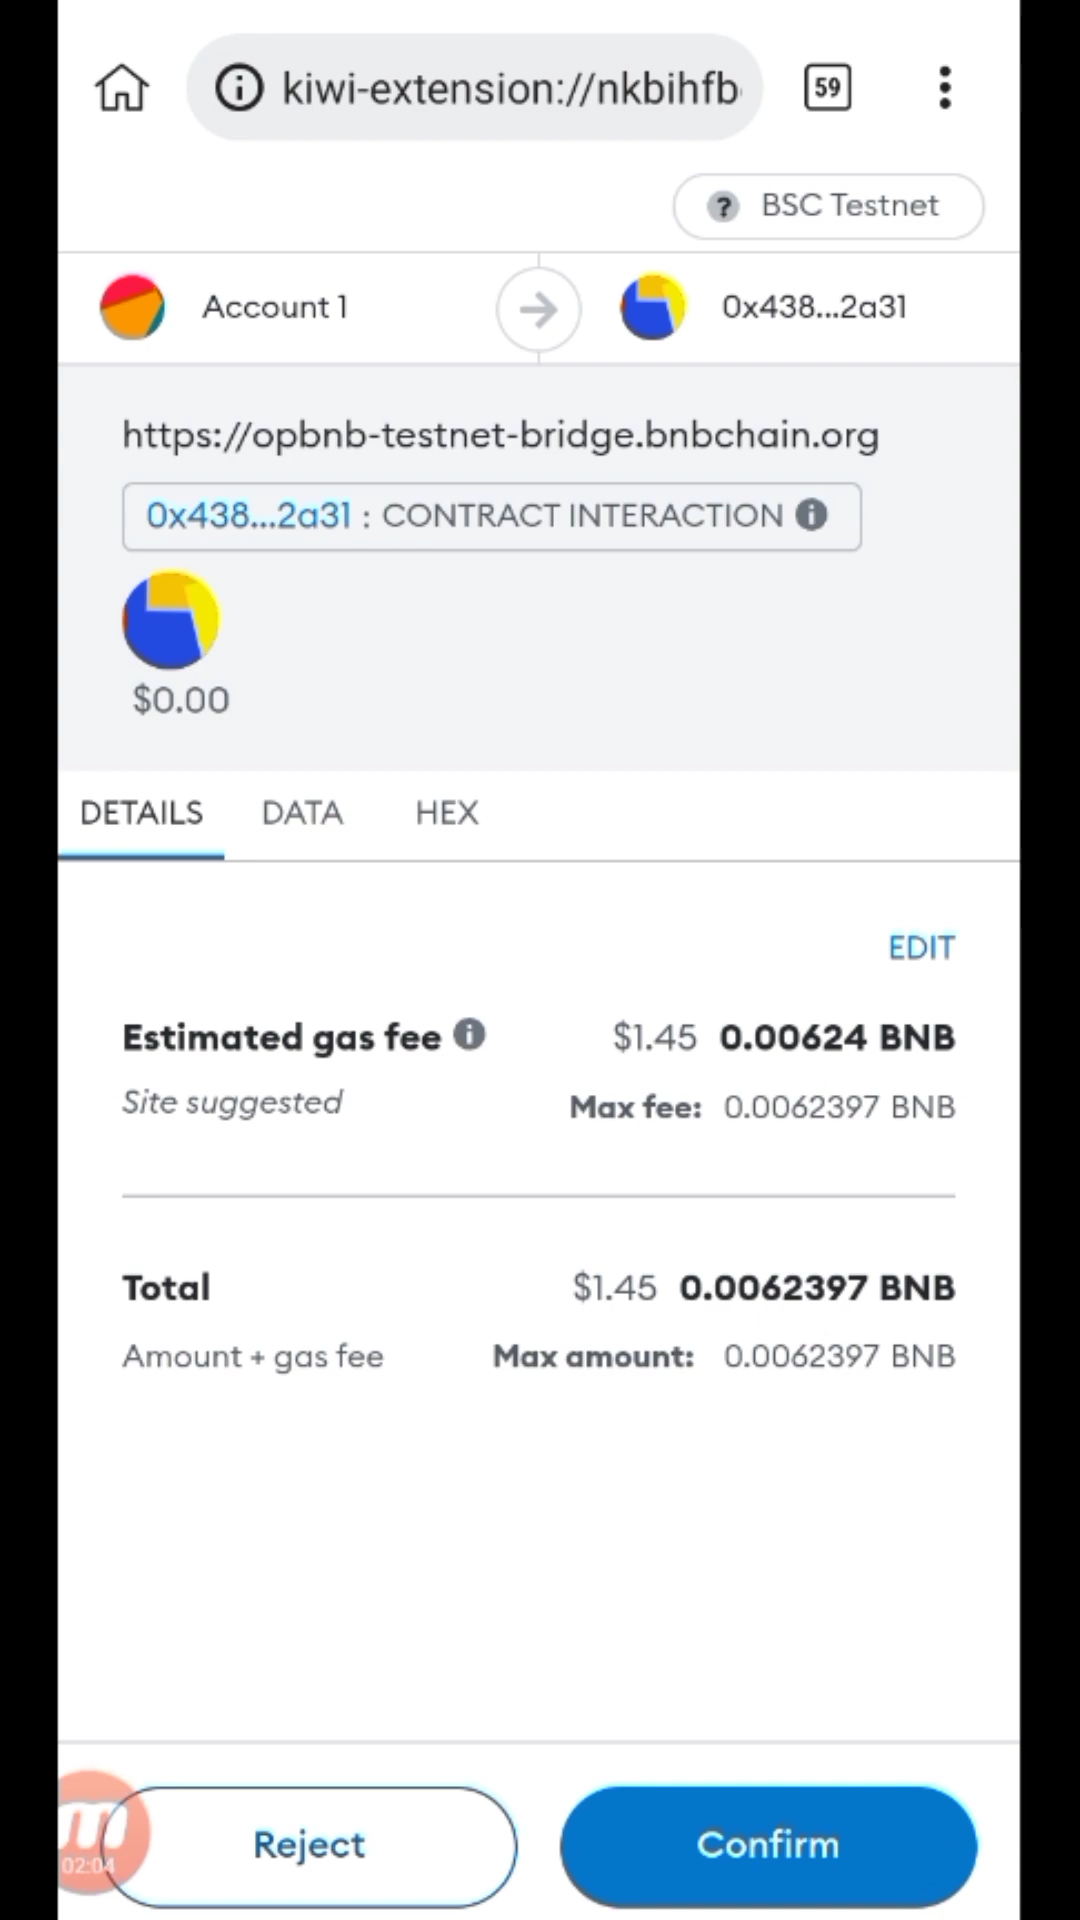 kiwi-extension://nkbihfb
59
? BSC Testnet
Account 1
0x438...2a31
https://opbnb-testnet-bridge.bnbchain.org
0x438...2a31 : CONTRACT INTERACTION
$0.00
DETAILS DATA HEX
EDIT
Estimated gas fee $1.45 0.00624 BNB
Site suggested Max fee: 0.0062397 BNB
Total $1.45 0.0062397 BNB
Amount + gas fee Max amount: 0.0062397 BNB
02:04
Reject Confirm